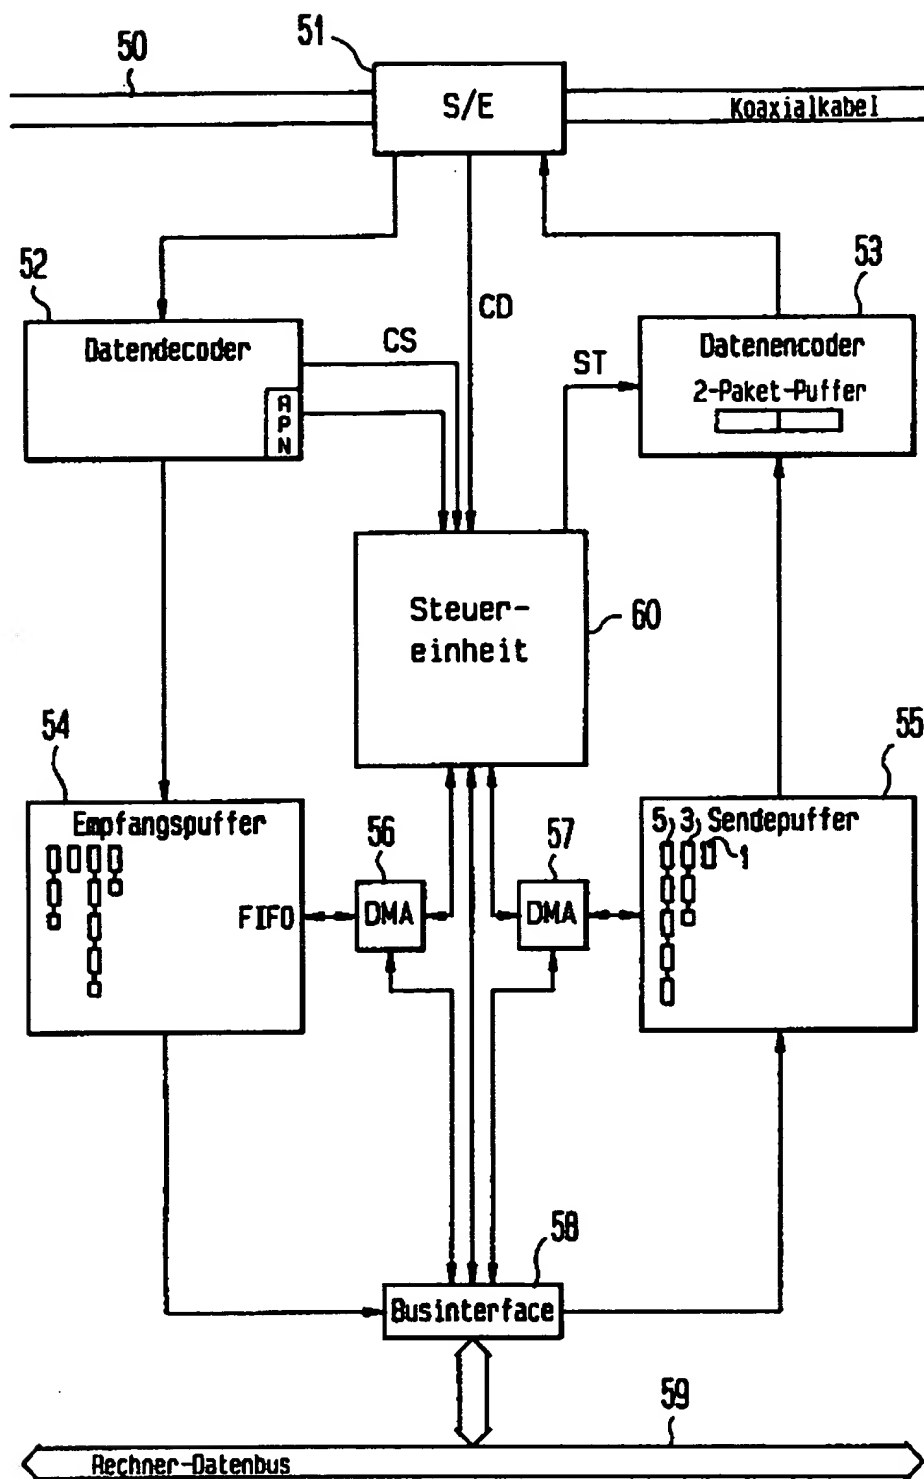 51
50
S/E
Koaxialkabel
52
53
CD
Datendecoder
CS
Datenencoder
ST
2-Paket-Puffer
A
P
N
Steuer-
einheit
60
54
55
Empfangspuffer
5 3 Sendepuffer
1
56
57
FIFO
DMA
DMA
58
Businterface
59
Rechner-Datenbus